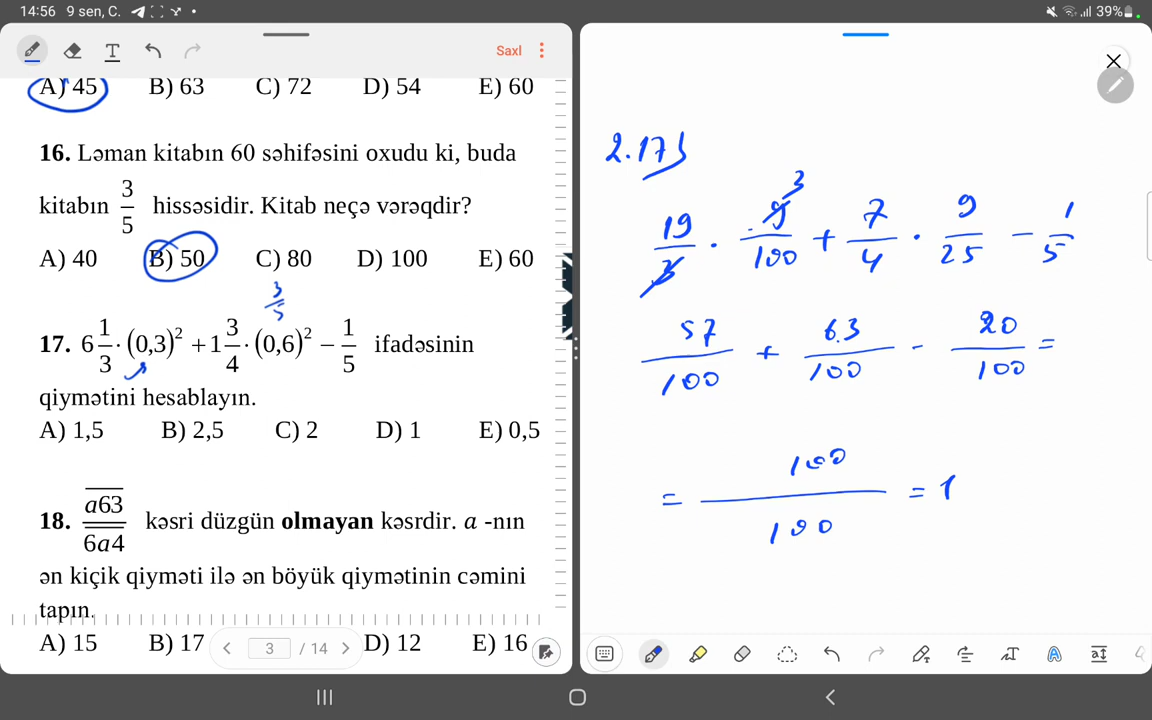 14:56 9 sen, C.
39%
Saxl
A) 45 B) 63 C) 72 D) 54 E) 60
16. Ləman kitabın 60 səhifəsini oxudu ki, buda
kitabın 3/5 hissəsidir. Kitab neçə vərəqdir?
A) 40 B) 50 C) 80 D) 100 E) 60
3/5
17. 6 1/3 · (0,3)² + 1 3/4 · (0,6)² − 1/5 ifadəsinin
qiymətini hesablayın.
A) 1,5 B) 2,5 C) 2 D) 1 E) 0,5
18. a63/6a4 kəsri düzgün olmayan kəsrdir. a -nın
ən kiçik qiyməti ilə ən böyük qiymətinin cəmini
tapın.
A) 15 B) 17 D) 12 E) 16
3 / 14
2.17)
3
19/3 · 9/100 + 7/4 · 9/25 − 1/5
57/100 + 63/100 - 20/100 =
= 100/100 = 1